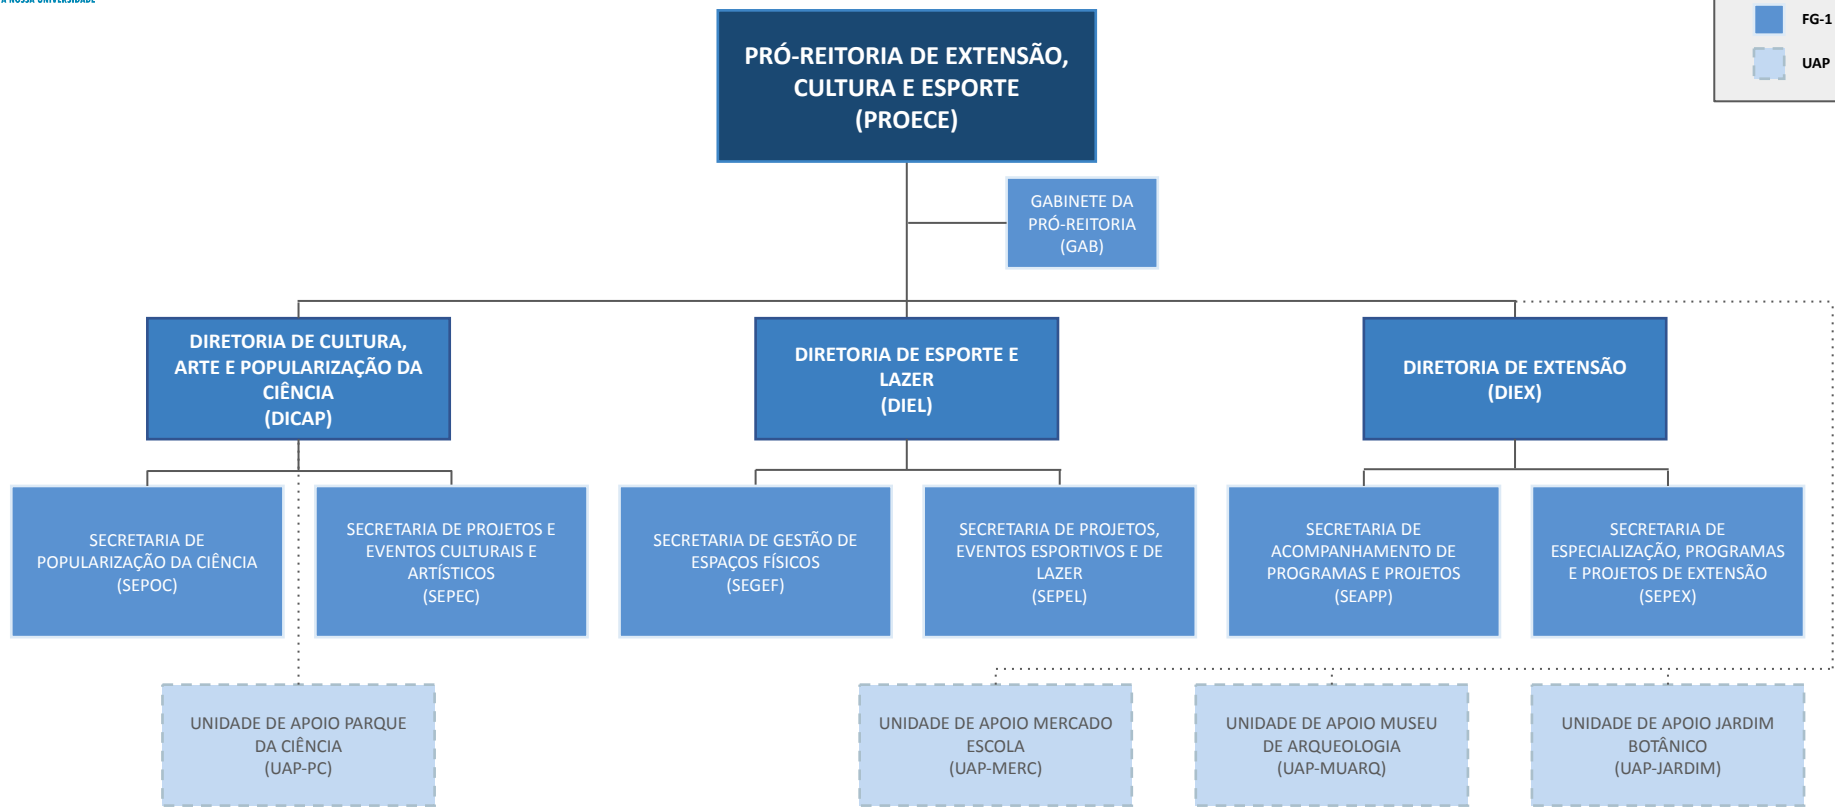 A NOSSA UNIVERSIDADE
FG-1
UAP
PRÓ-REITORIA DE EXTENSÃO,
CULTURA E ESPORTE
(PROECE)
GABINETE DA
PRÓ-REITORIA
(GAB)
DIRETORIA DE CULTURA,
ARTE E POPULARIZAÇÃO DA
CIÊNCIA
(DICAP)
DIRETORIA DE ESPORTE E
LAZER
(DIEL)
DIRETORIA DE EXTENSÃO
(DIEX)
SECRETARIA DE
POPULARIZAÇÃO DA CIÊNCIA
(SEPOC)
SECRETARIA DE PROJETOS E
EVENTOS CULTURAIS E
ARTÍSTICOS
(SEPEC)
SECRETARIA DE GESTÃO DE
ESPAÇOS FÍSICOS
(SEGEF)
SECRETARIA DE PROJETOS,
EVENTOS ESPORTIVOS E DE
LAZER
(SEPEL)
SECRETARIA DE
ACOMPANHAMENTO DE
PROGRAMAS E PROJETOS
(SEAPP)
SECRETARIA DE
ESPECIALIZAÇÃO, PROGRAMAS
E PROJETOS DE EXTENSÃO
(SEPEX)
UNIDADE DE APOIO PARQUE
DA CIÊNCIA
(UAP-PC)
UNIDADE DE APOIO MERCADO
ESCOLA
(UAP-MERC)
UNIDADE DE APOIO MUSEU
DE ARQUEOLOGIA
(UAP-MUARQ)
UNIDADE DE APOIO JARDIM
BOTÂNICO
(UAP-JARDIM)